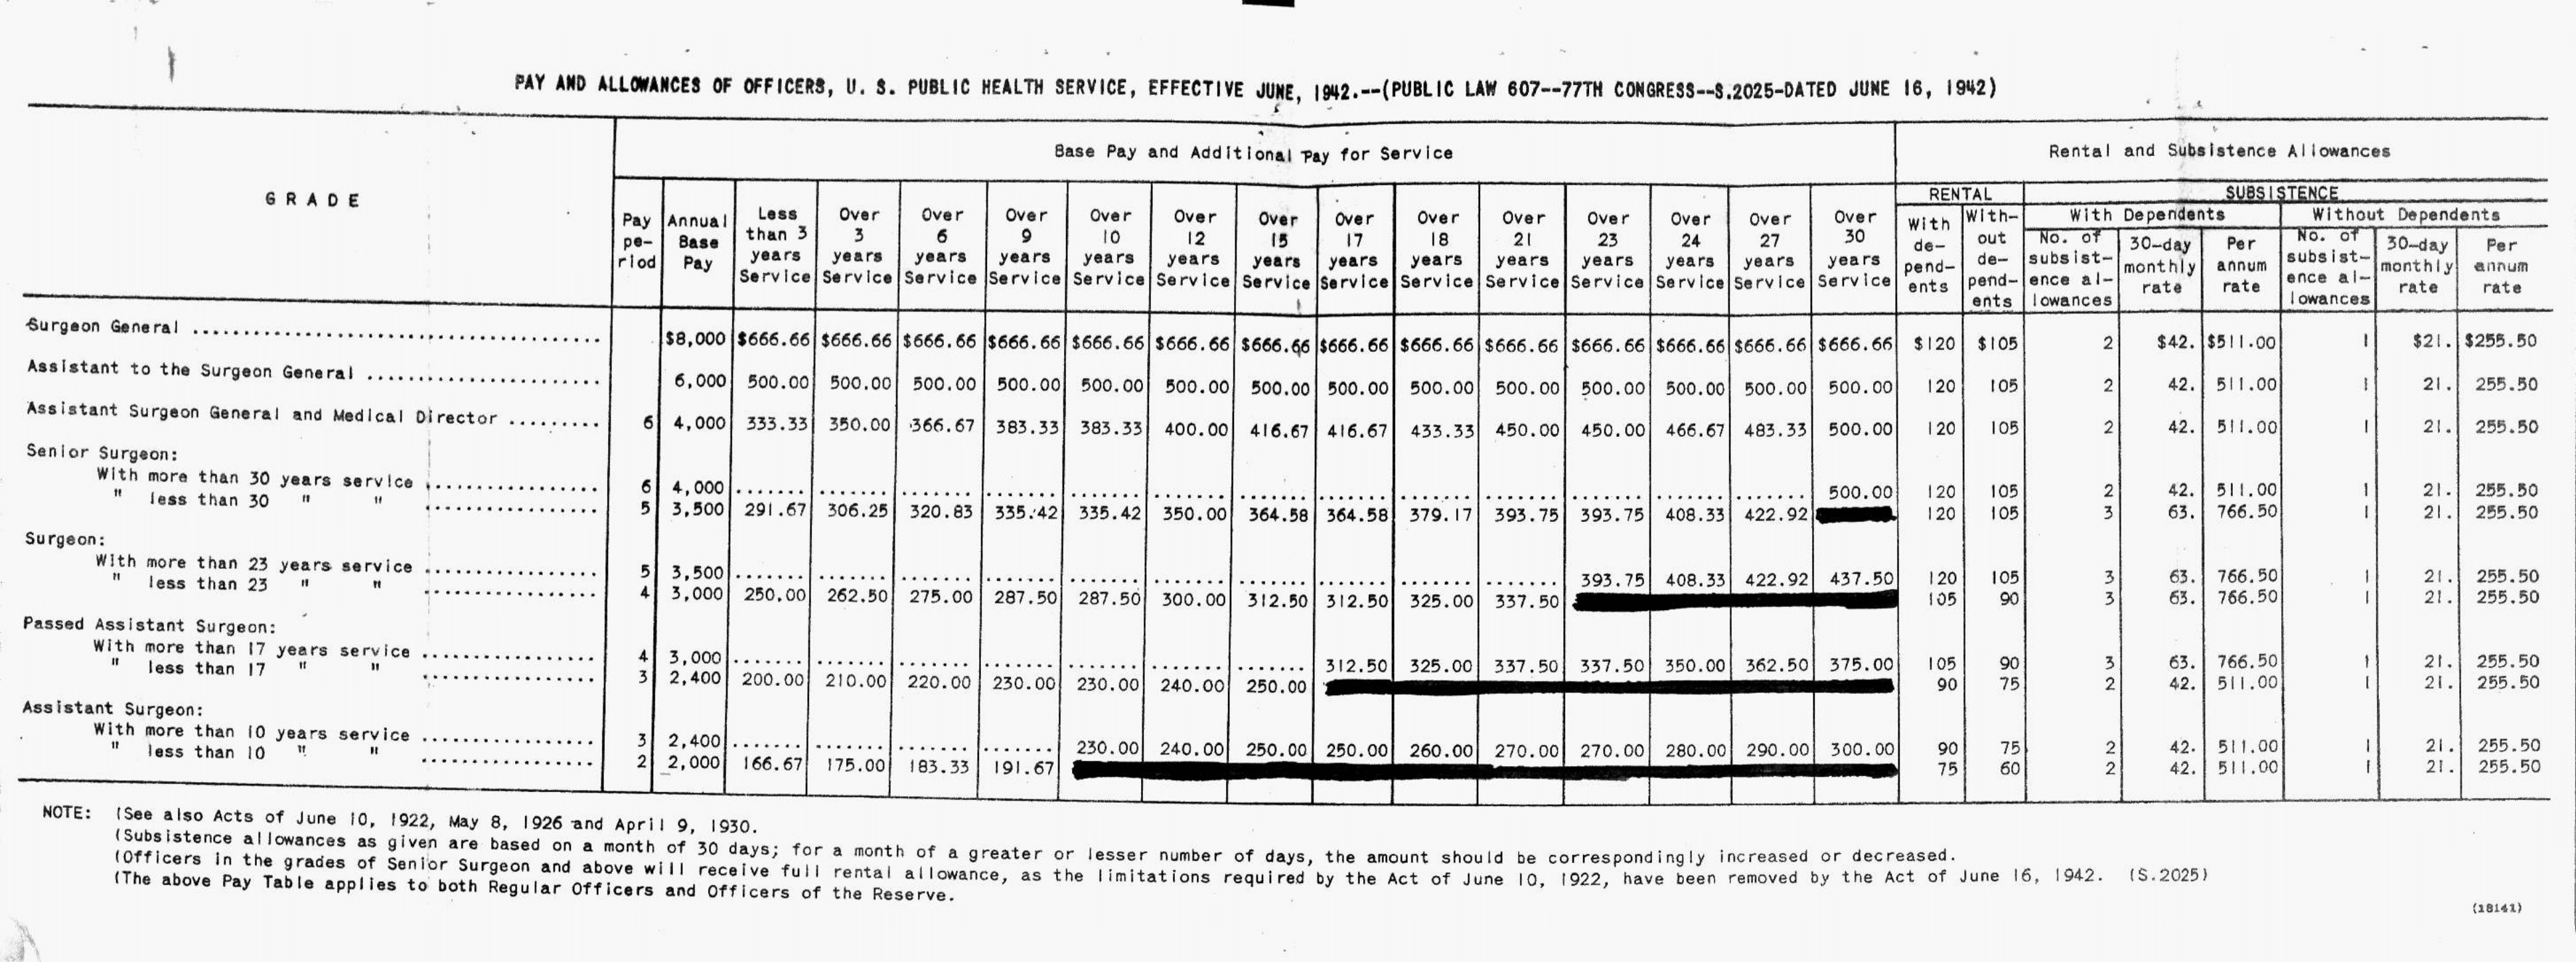 PAY AND ALLOWANCES OF OFFICERS, U. S. PUBLIC HEALTH SERVICE, EFFECTIVE JUNE, 1942.--(PUBLIC LAW 607--77TH CONGRESS--S.2025-DATED JUNE 16, 1942)
GRADE
Base Pay and Additional Pay for Service
Rental and Subsistence Allowances
RENTAL
SUBSISTENCE
With Dependents
Without Dependents
Pay pe- riod
Annual Base Pay
Less than 3 years Service
Over 3 years Service
Over 6 years Service
Over 9 years Service
Over 10 years Service
Over 12 years Service
Over 15 years Service
Over 17 years Service
Over 18 years Service
Over 21 years Service
Over 23 years Service
Over 24 years Service
Over 27 years Service
Over 30 years Service
With de- pend- ents
With- out de- pend- ents
No. of subsist- ence al- lowances
30-day monthly rate
Per annum rate
No. of subsist- ence al- lowances
30-day monthly rate
Per annum rate
Surgeon General ........ $8,000 $666.66 $666.66 $666.66 $666.66 $666.66 $666.66 $666.66 $666.66 $666.66 $666.66 $666.66 $666.66 $666.66 $666.66 $120 $105 2 $42. $511.00 1 $21. $255.50
Assistant to the Surgeon General ........ 6,000 500.00 500.00 500.00 500.00 500.00 500.00 500.00 500.00 500.00 500.00 500.00 500.00 500.00 500.00 120 105 2 42. 511.00 1 21. 255.50
Assistant Surgeon General and Medical Director ......... 6 4,000 333.33 350.00 366.67 383.33 383.33 400.00 416.67 416.67 433.33 450.00 450.00 466.67 483.33 500.00 120 105 2 42. 511.00 1 21. 255.50
Senior Surgeon:
With more than 30 years service ........ 6 4,000 ....... ....... ....... ....... ....... ....... ....... ....... ....... ....... ....... ....... ....... 500.00 120 105 2 42. 511.00 1 21. 255.50
" less than 30 " " ........ 5 3,500 291.67 306.25 320.83 335.42 335.42 350.00 364.58 364.58 379.17 393.75 393.75 408.33 422.92 120 105 3 63. 766.50 1 21. 255.50
Surgeon:
With more than 23 years service ........ 5 3,500 ....... ....... ....... ....... ....... ....... ....... ....... ....... ....... 393.75 408.33 422.92 437.50 120 105 3 63. 766.50 1 21. 255.50
" less than 23 " " ........ 4 3,000 250.00 262.50 275.00 287.50 287.50 300.00 312.50 312.50 325.00 337.50 105 90 3 63. 766.50 1 21. 255.50
Passed Assistant Surgeon:
With more than 17 years service ........ 4 3,000 ....... ....... ....... ....... ....... ....... ....... 312.50 325.00 337.50 337.50 350.00 362.50 375.00 105 90 3 63. 766.50 1 21. 255.50
" less than 17 " " ........ 3 2,400 200.00 210.00 220.00 230.00 230.00 240.00 250.00 90 75 2 42. 511.00 1 21. 255.50
Assistant Surgeon:
With more than 10 years service ........ 3 2,400 ....... ....... ....... ....... 230.00 240.00 250.00 250.00 260.00 270.00 270.00 280.00 290.00 300.00 90 75 2 42. 511.00 1 21. 255.50
" less than 10 " " ........ 2 2,000 166.67 175.00 183.33 191.67 75 60 2 42. 511.00 1 21. 255.50
NOTE: (See also Acts of June 10, 1922, May 8, 1926 and April 9, 1930.
(Subsistence allowances as given are based on a month of 30 days; for a month of a greater or lesser number of days, the amount should be correspondingly increased or decreased.
(Officers in the grades of Senior Surgeon and above will receive full rental allowance, as the limitations required by the Act of June 10, 1922, have been removed by the Act of June 16, 1942. (S.2025)
(The above Pay Table applies to both Regular Officers and Officers of the Reserve.
(18141)